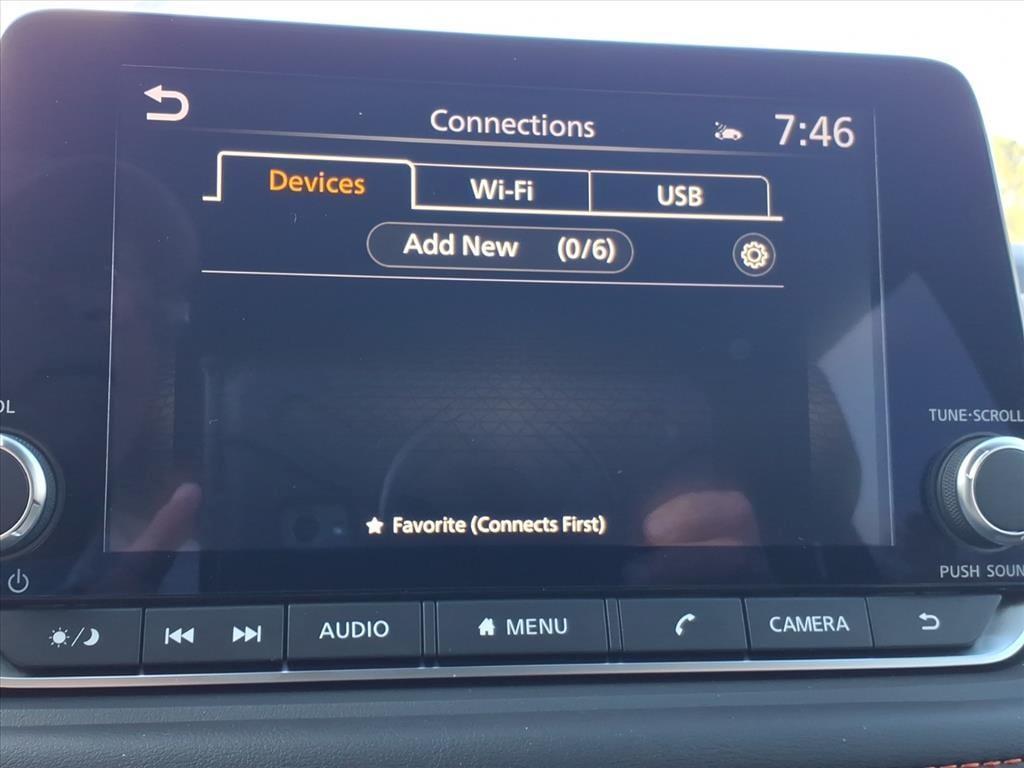 Connections
7:46
Devices
Wi-Fi
USB
Add New (0/6)
OL
TUNE·SCROLL
★ Favorite (Connects First)
PUSH SOUN
AUDIO
MENU
CAMERA